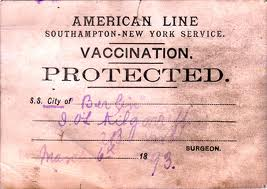 AMERICAN LINE
SOUTHAMPTON-NEW YORK SERVICE.
VACCINATION.
PROTECTED.
S.S. City of Berlin
SURGEON.
1893.